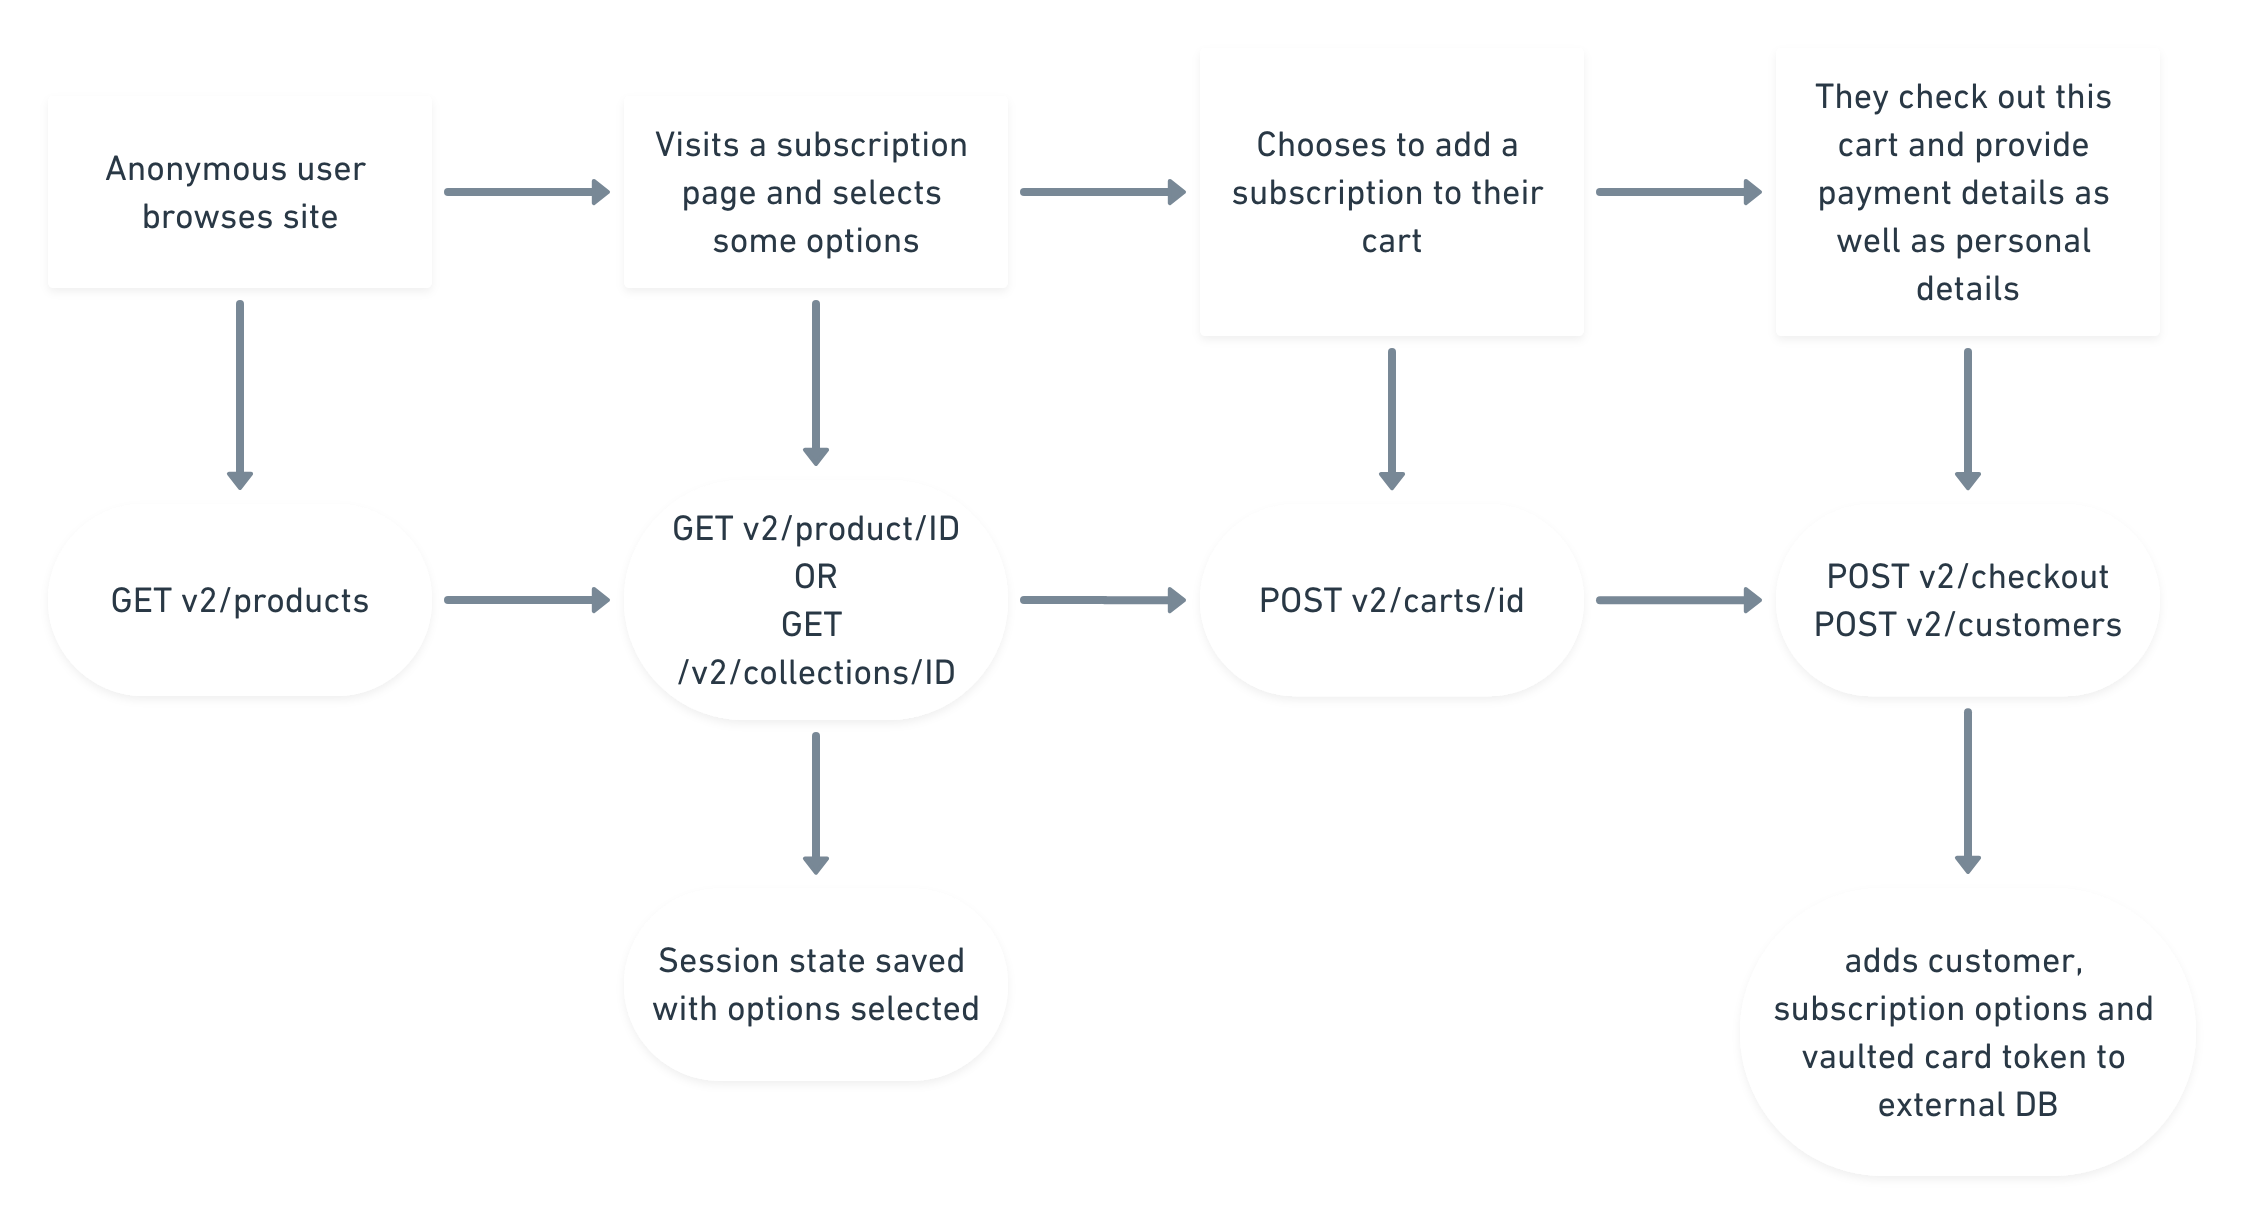 Anonymous user
browses site
Visits a subscription
page and selects
some options
Chooses to add a
subscription to their
cart
They check out this
cart and provide
payment details as
well as personal
details
GET v2/products
GET v2/product/ID
OR
GET
/v2/collections/ID
POST v2/carts/id
POST v2/checkout
POST v2/customers
Session state saved
with options selected
adds customer,
subscription options and
vaulted card token to
external DB